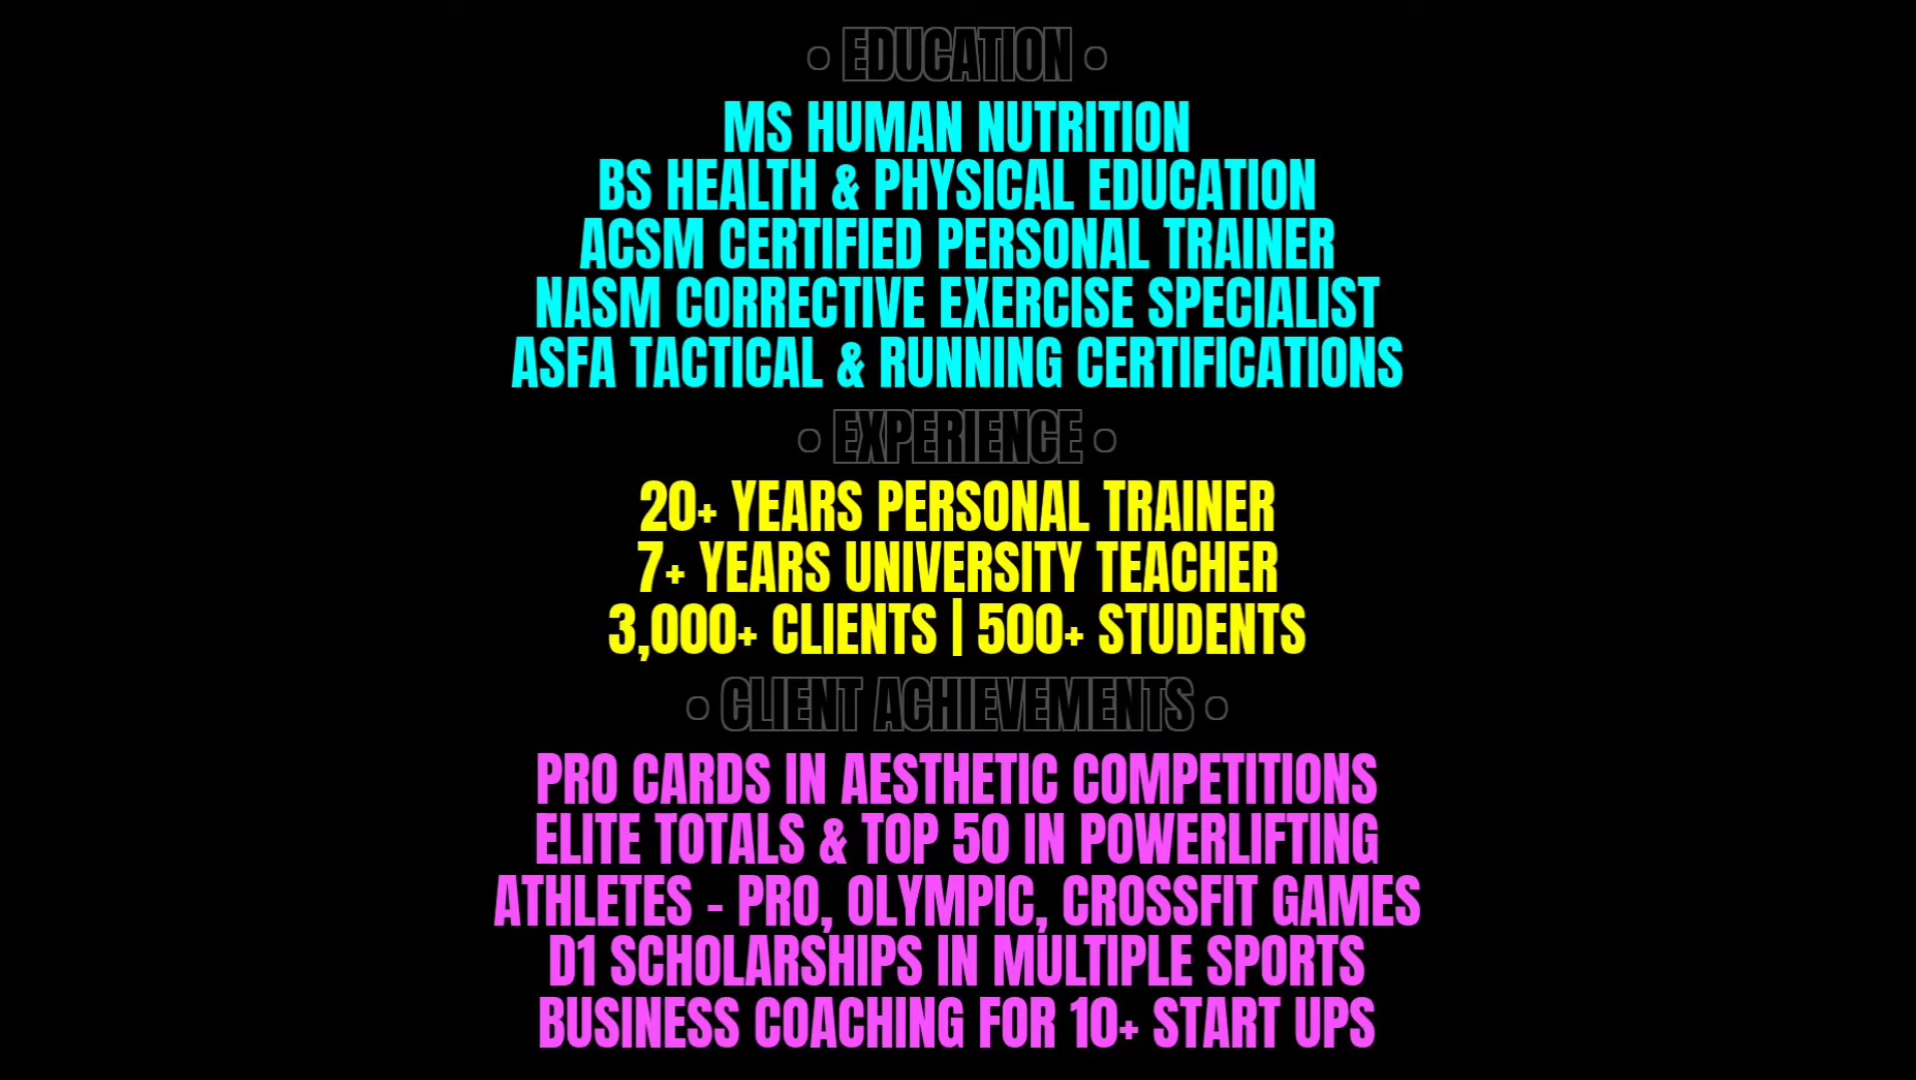 • EDUCATION •
MS HUMAN NUTRITION
BS HEALTH & PHYSICAL EDUCATION
ACSM CERTIFIED PERSONAL TRAINER
NASM CORRECTIVE EXERCISE SPECIALIST
ASFA TACTICAL & RUNNING CERTIFICATIONS
• EXPERIENCE •
20+ YEARS PERSONAL TRAINER
7+ YEARS UNIVERSITY TEACHER
3,000+ CLIENTS | 500+ STUDENTS
• CLIENT ACHIEVEMENTS •
PRO CARDS IN AESTHETIC COMPETITIONS
ELITE TOTALS & TOP 50 IN POWERLIFTING
ATHLETES - PRO, OLYMPIC, CROSSFIT GAMES
D1 SCHOLARSHIPS IN MULTIPLE SPORTS
BUSINESS COACHING FOR 10+ START UPS